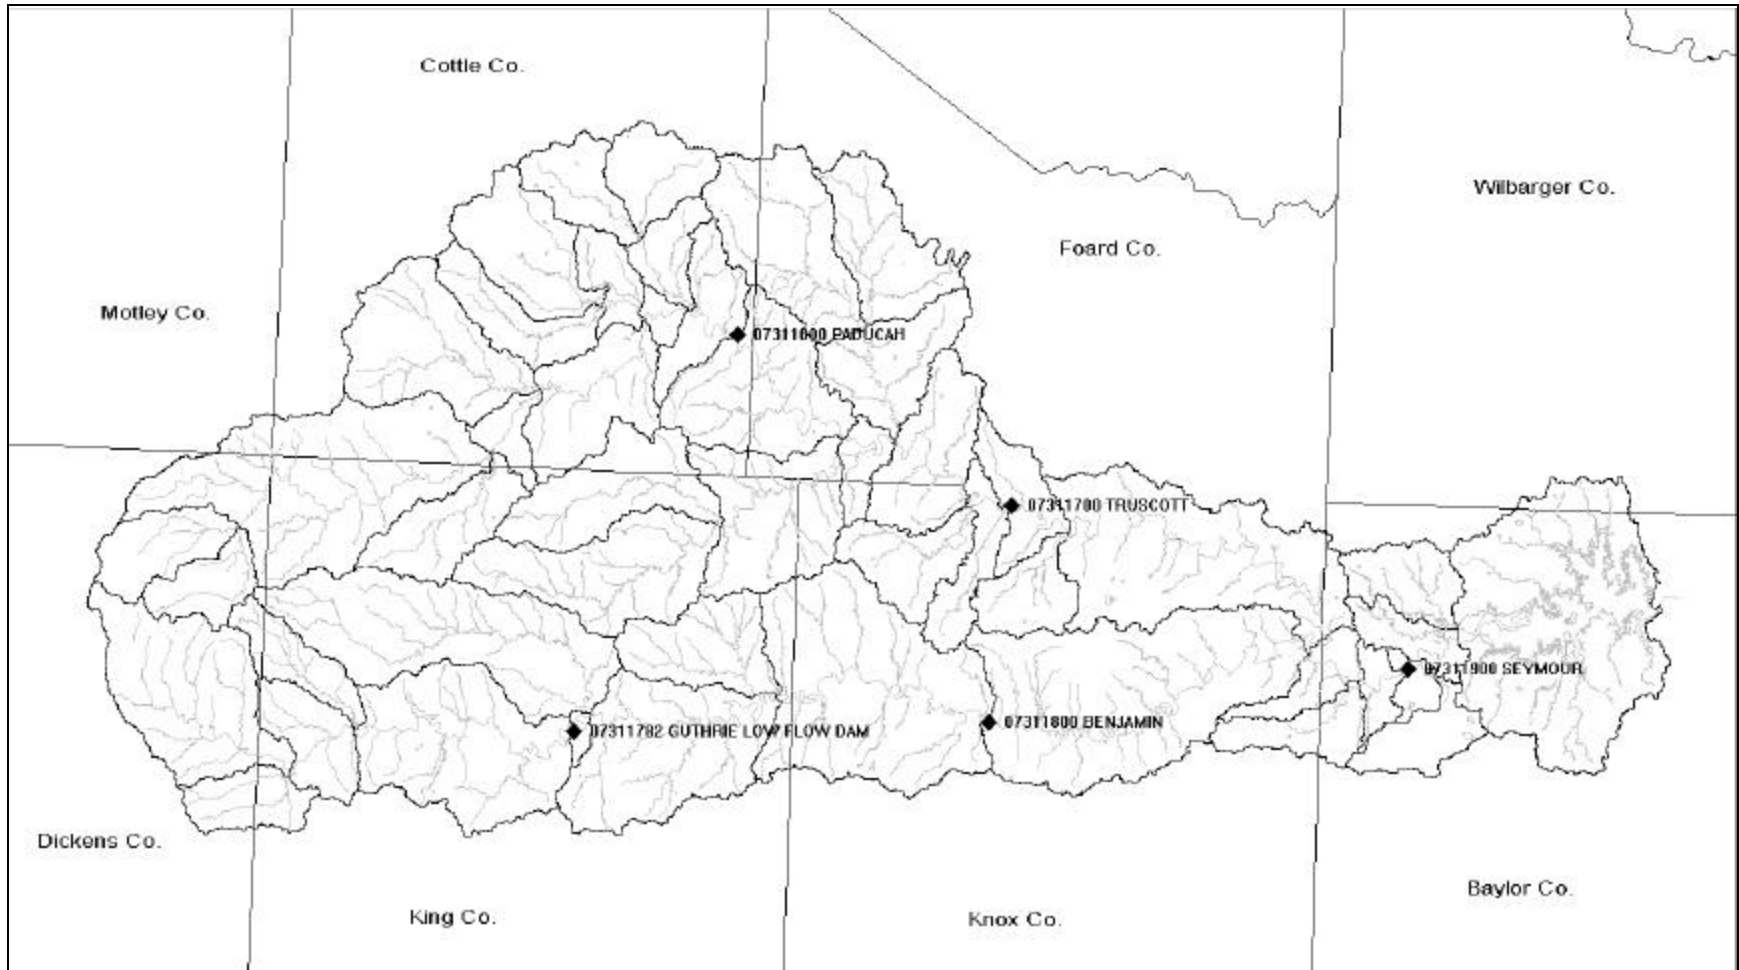 Cottle Co.
Wilbarger Co.
Foard Co.
Motley Co.
07311000 PADUCAH
07311700 TRUSCOTT
07311900 SEYMOUR
07311800 BENJAMIN
07311782 GUTHRIE LOW FLOW DAM
Dickens Co.
Baylor Co.
King Co.
Knox Co.